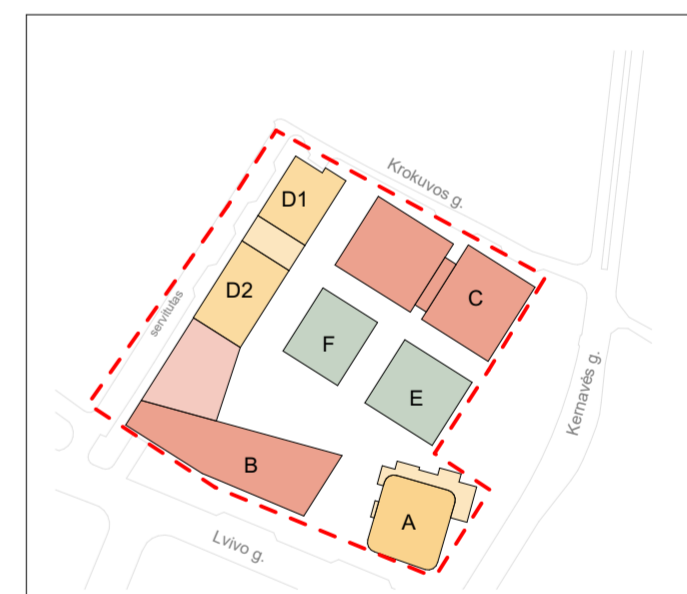 Krokuvos g.
D1
D2
C
servitutas
F
E
Kernavės g.
B
A
Lvivo g.